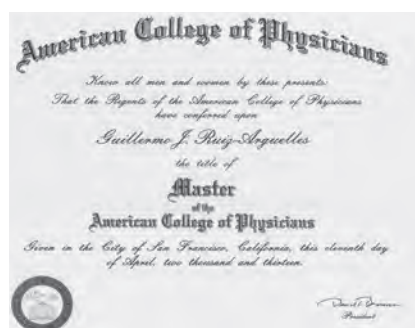 American College of Physicians
Know all men and women by these presents:
That the Regents of the American College of Physicians
have conferred upon
Guillermo J. Ruiz-Arguelles
the title of
Master
of the
American College of Physicians
Given in the City of San Francisco, California, this eleventh day
of April, two thousand and thirteen.
President